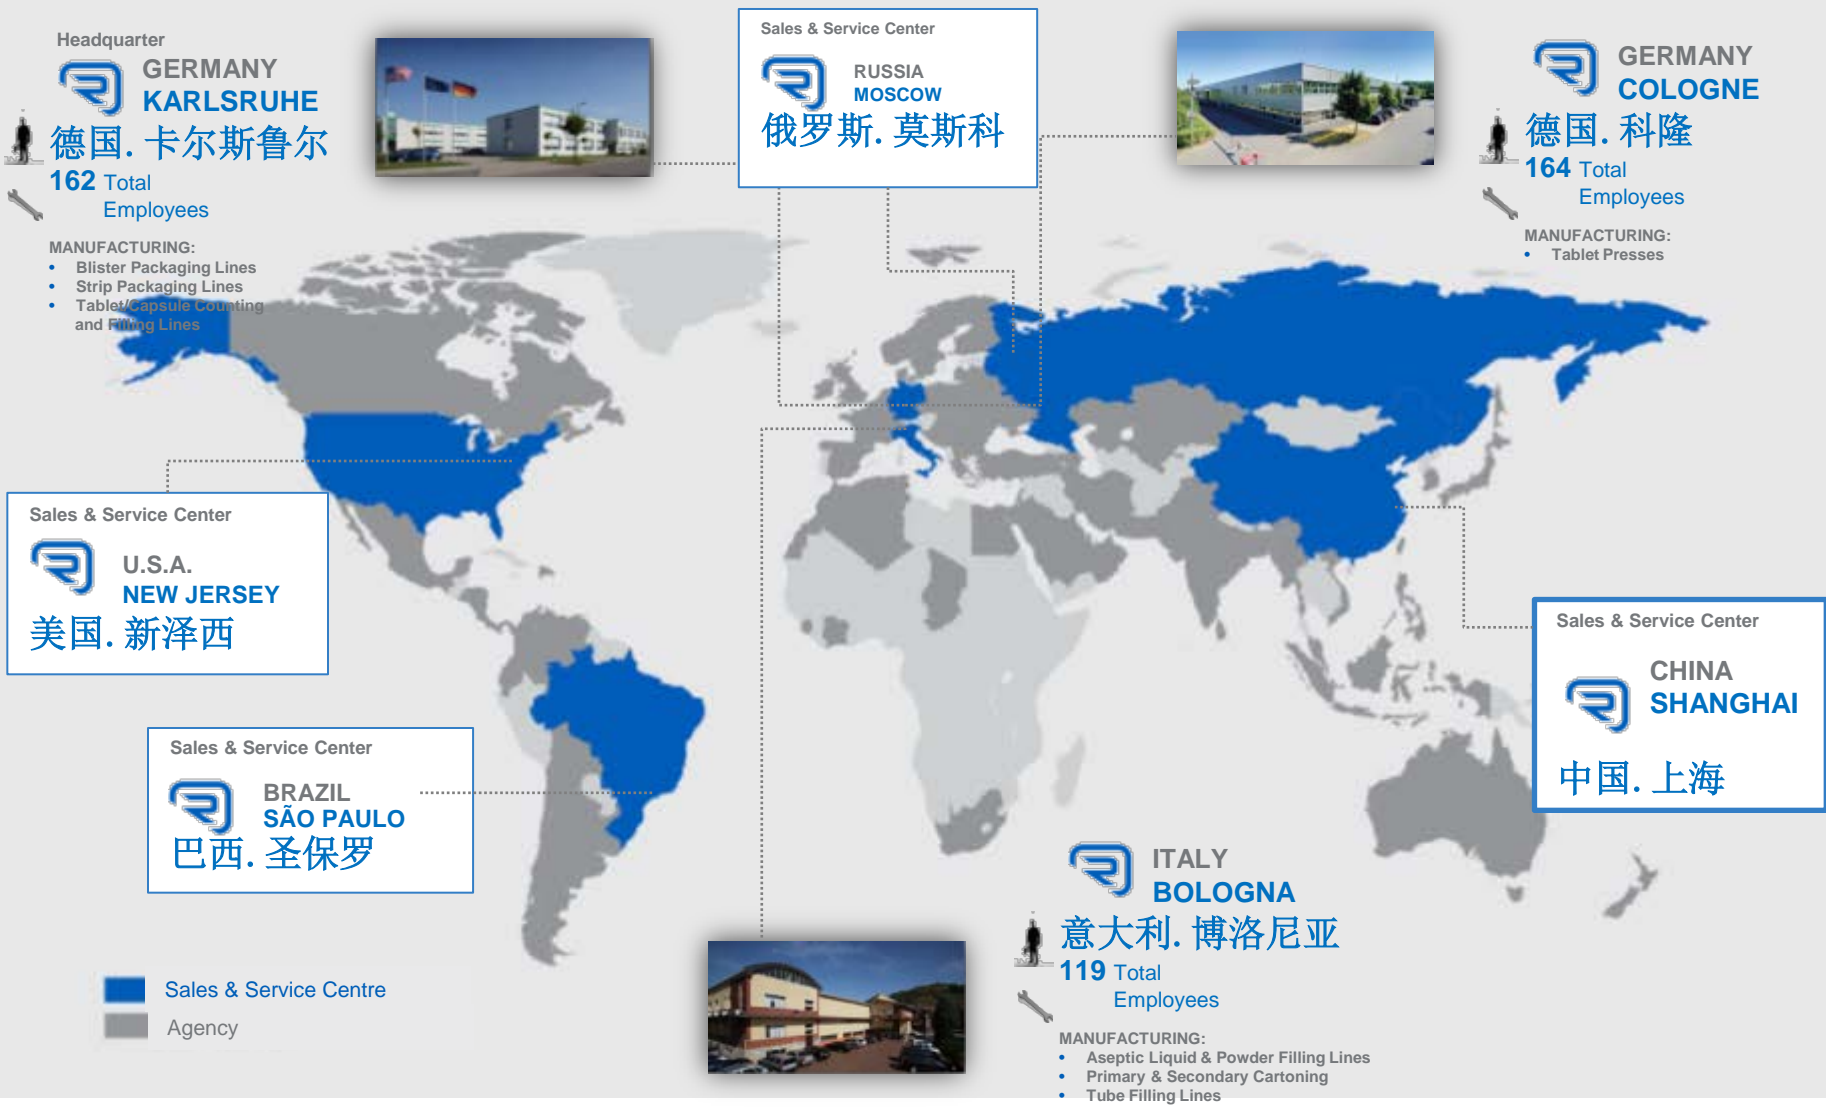 Headquarter
GERMANY
KARLSRUHE
德国. 卡尔斯鲁尔
162 Total
Employees
MANUFACTURING:
• Blister Packaging Lines
• Strip Packaging Lines
• Tablet/Capsule Counting
and Filling Lines
Sales & Service Center
RUSSIA
MOSCOW
俄罗斯. 莫斯科
GERMANY
COLOGNE
德国. 科隆
164 Total
Employees
MANUFACTURING:
• Tablet Presses
Sales & Service Center
U.S.A.
NEW JERSEY
美国. 新泽西
Sales & Service Center
CHINA
SHANGHAI
中国. 上海
Sales & Service Center
BRAZIL
SÃO PAULO
巴西. 圣保罗
ITALY
BOLOGNA
意大利. 博洛尼亚
119 Total
Employees
MANUFACTURING:
• Aseptic Liquid & Powder Filling Lines
• Primary & Secondary Cartoning
• Tube Filling Lines
Sales & Service Centre
Agency